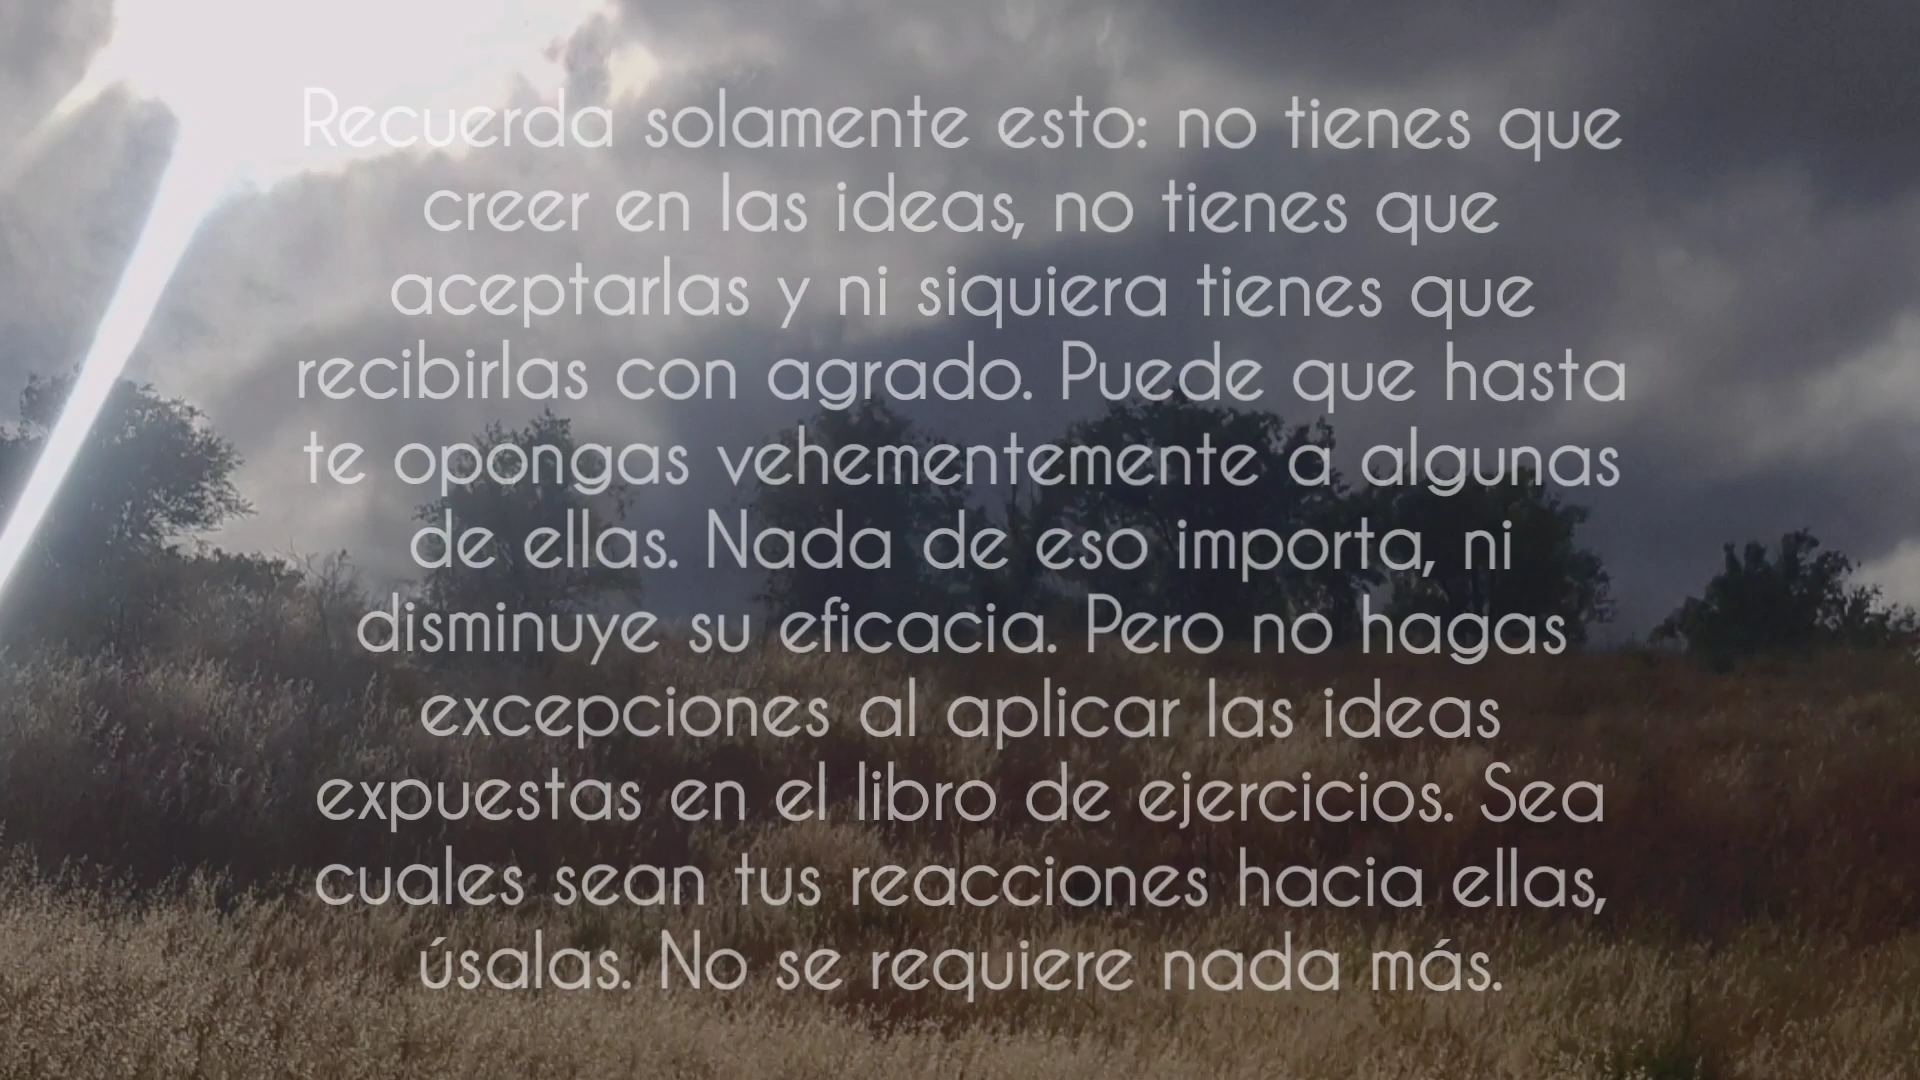 Recuerda solamente esto: no tienes que
creer en las ideas, no tienes que
aceptarlas y ni siquiera tienes que
recibirlas con agrado. Puede que hasta
te opongas vehementemente a algunas
de ellas. Nada de eso importa, ni
disminuye su eficacia. Pero no hagas
excepciones al aplicar las ideas
expuestas en el libro de ejercicios. Sea
cuales sean tus reacciones hacia ellas,
úsalas. No se requiere nada más.